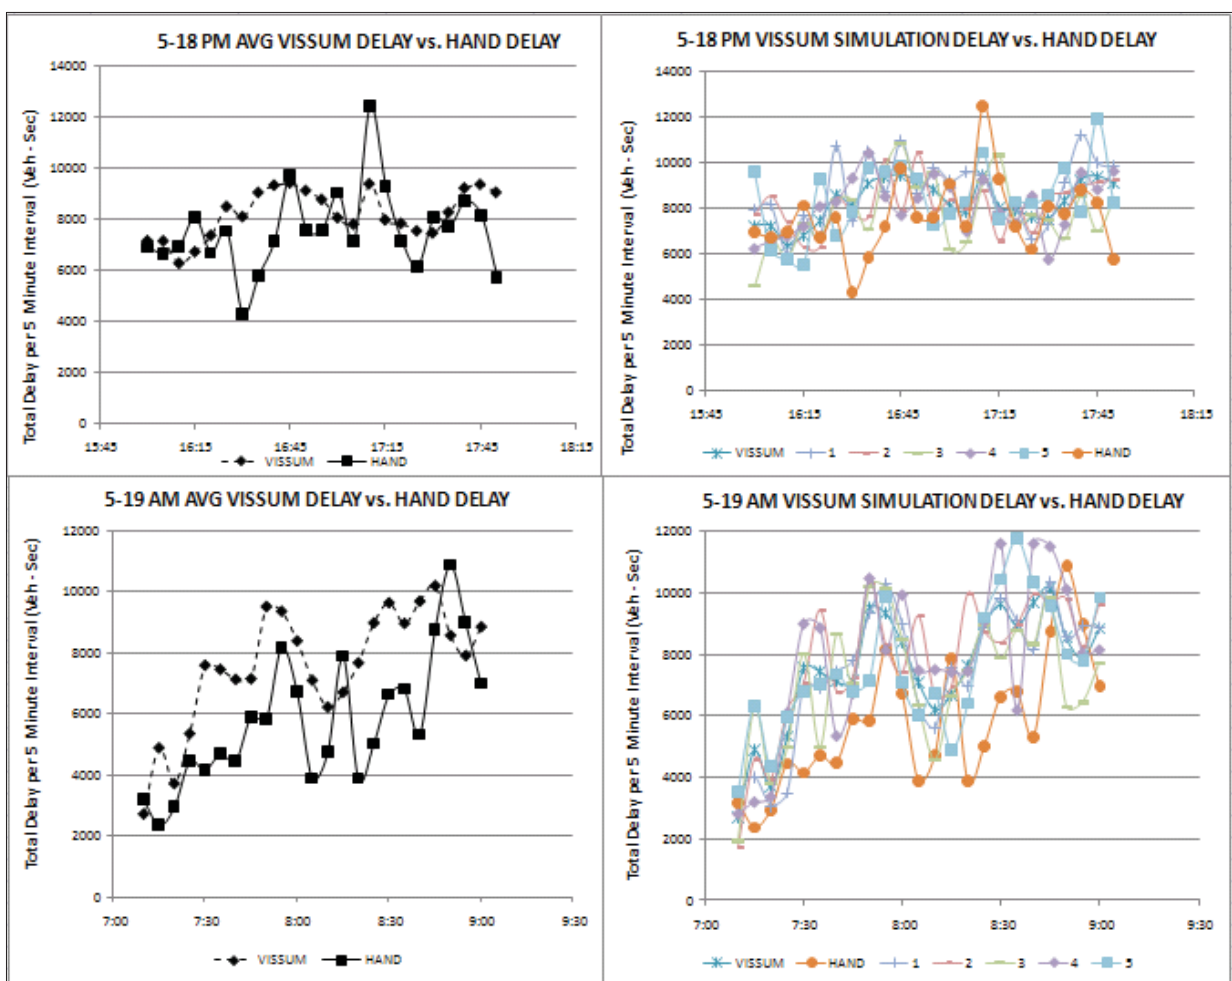 5-18 PM AVG VISSUM DELAY vs. HAND DELAY
Total Delay per 5 Minute Interval (Veh - Sec)
14000
12000
10000
8000
6000
4000
2000
0
15:45 16:15 16:45 17:15 17:45 18:15
VISSUM HAND
5-18 PM VISSUM SIMULATION DELAY vs. HAND DELAY
Total Delay per 5 Minute Interval (Veh - Sec)
14000
12000
10000
8000
6000
4000
2000
0
15:45 16:15 16:45 17:15 17:45 18:15
VISSUM 1 2 3 4 5 HAND
5-19 AM AVG VISSUM DELAY vs. HAND DELAY
Total Delay per 5 Minute Interval (Veh - Sec)
12000
10000
8000
6000
4000
2000
0
7:00 7:30 8:00 8:30 9:00 9:30
VISSUM HAND
5-19 AM VISSUM SIMULATION DELAY vs. HAND DELAY
Total Delay per 5 Minute Interval (Veh - Sec)
12000
10000
8000
6000
4000
2000
0
7:00 7:30 8:00 8:30 9:00 9:30
VISSUM HAND 1 2 3 4 5